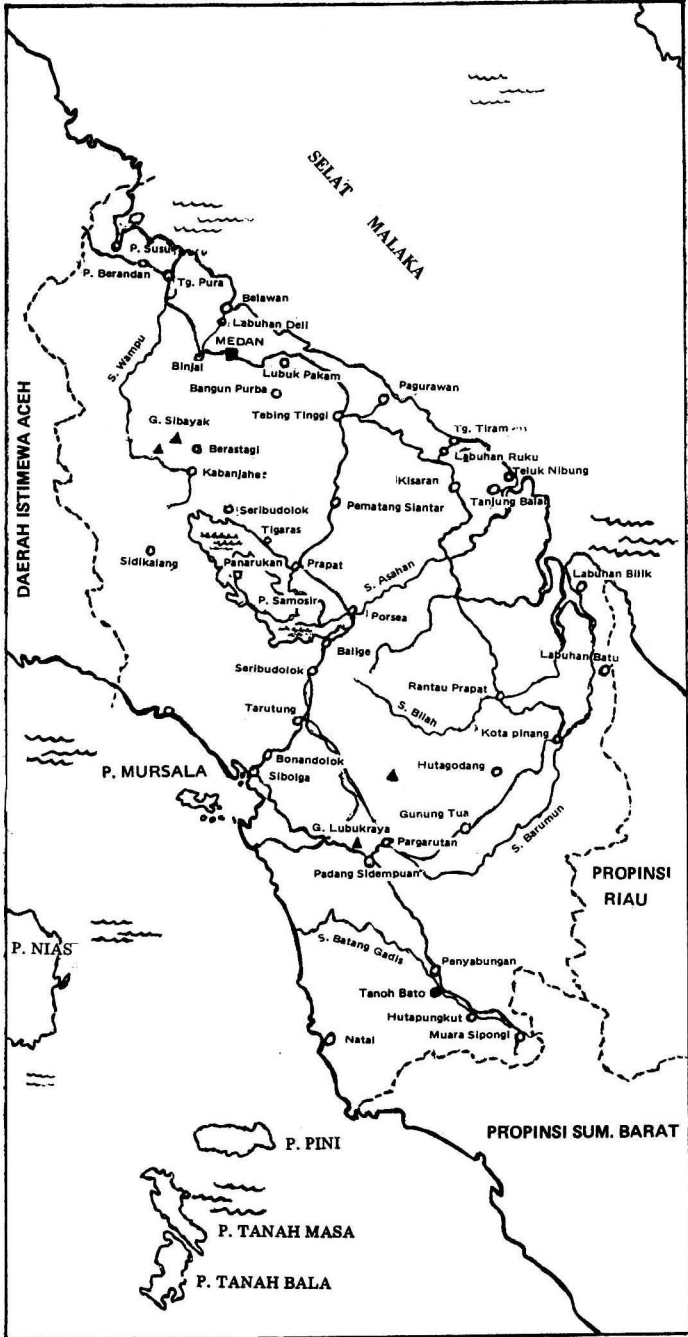 SELAT
MALAKA
P. Susu
P. Berandan
Tg. Pura
Belawan
Labuhan Deli
MEDAN
S. Wampu
Binjai
Lubuk Pakam
Bangun Purba
Pagurawan
Tebing Tinggi
G. Sibayak
Tg. Tiram
Berastagi
Labuhan Ruku
Teluk Nibung
DAERAH ISTIMEWA ACEH
Kabanjahe
Kisaran
Tanjung Balai
Seribudolok
Pematang Siantar
Tigaras
Sidikalang
Panarukan
Prapat
S. Asahan
P. Samosir
Labuhan Bilik
Porsea
Balige
Labuhan Batu
Seribudolok
Rantau Prapat
S. Bilah
Tarutung
Kota pinang
Bonandolok
Hutagodang
P. MURSALA
Sibolga
Gunung Tua
G. Lubukraya
Pargarutan
S. Barumun
Padang Sidempuan
PROPINSI
RIAU
P. NIAS
S. Batang Gadis
Penyabungan
Tanoh Bato
Hutapungkut
Natal
Muara Sipongi
PROPINSI SUM. BARAT
P. PINI
P. TANAH MASA
P. TANAH BALA